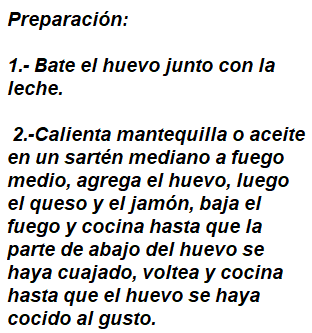 Preparación:
1.- Bate el huevo junto con la
leche.
2.-Calienta mantequilla o aceite
en un sartén mediano a fuego
medio, agrega el huevo, luego
el queso y el jamón, baja el
fuego y cocina hasta que la
parte de abajo del huevo se
haya cuajado, voltea y cocina
hasta que el huevo se haya
cocido al gusto.